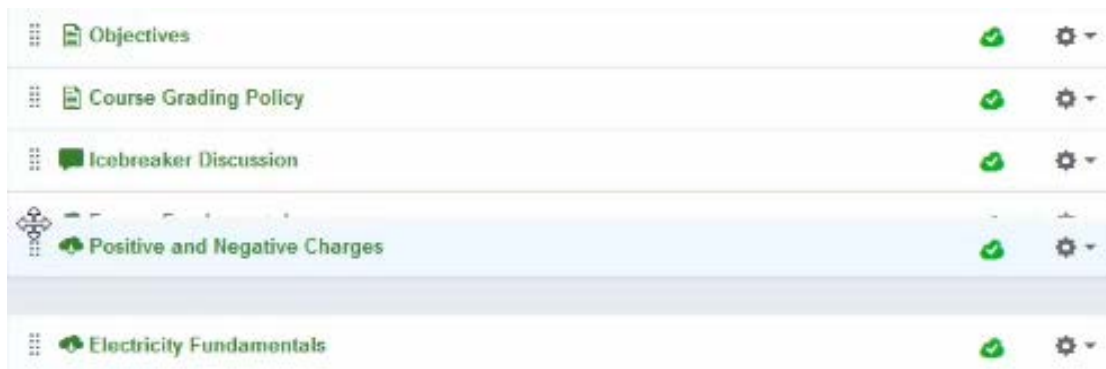 Objectives
Course Grading Policy
Icebreaker Discussion
Positive and Negative Charges
Electricity Fundamentals